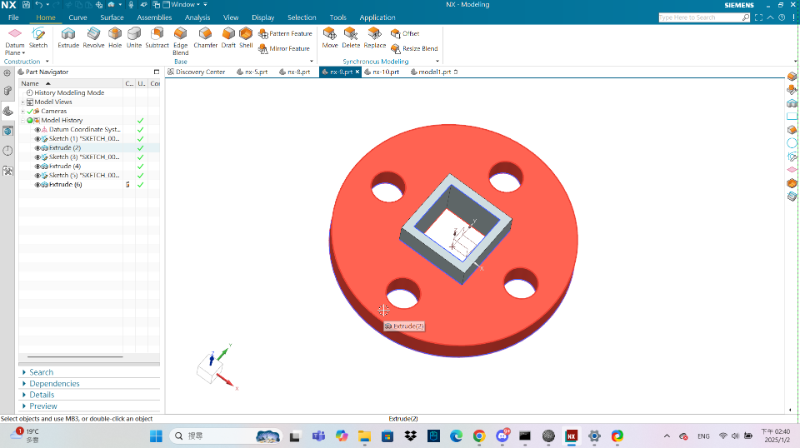 NX
Window
NX - Modeling
SIEMENS
File Home Curve Surface Assemblies Analysis View Display Selection Tools Application
Type Here to Search
Datum Plane Sketch Extrude Revolve Hole Unite Subtract Edge Blend Chamfer Draft Shell Pattern Feature Mirror Feature Move Delete Replace Offset Resize Blend
Construction Base Synchronous Modeling
Part Navigator
Discovery Center nx-5.prt nx-8.prt nx-9.prt nx-10.prt model1.prt
Name C... U... Co
History Modeling Mode
Model Views
Cameras
Model History
Datum Coordinate Syst...
Sketch (1) "SKETCH_00...
Extrude (2)
Sketch (3) "SKETCH_00...
Extrude (4)
Sketch (5) "SKETCH_00...
Extrude (6)
Extrude(2)
X
Y
Z
Search
Dependencies
Details
Preview
Select objects and use MB3, or double-click an object
Extrude(2)
1
19°C
多雲
搜尋
ENG
下午 02:40
2025/1/2